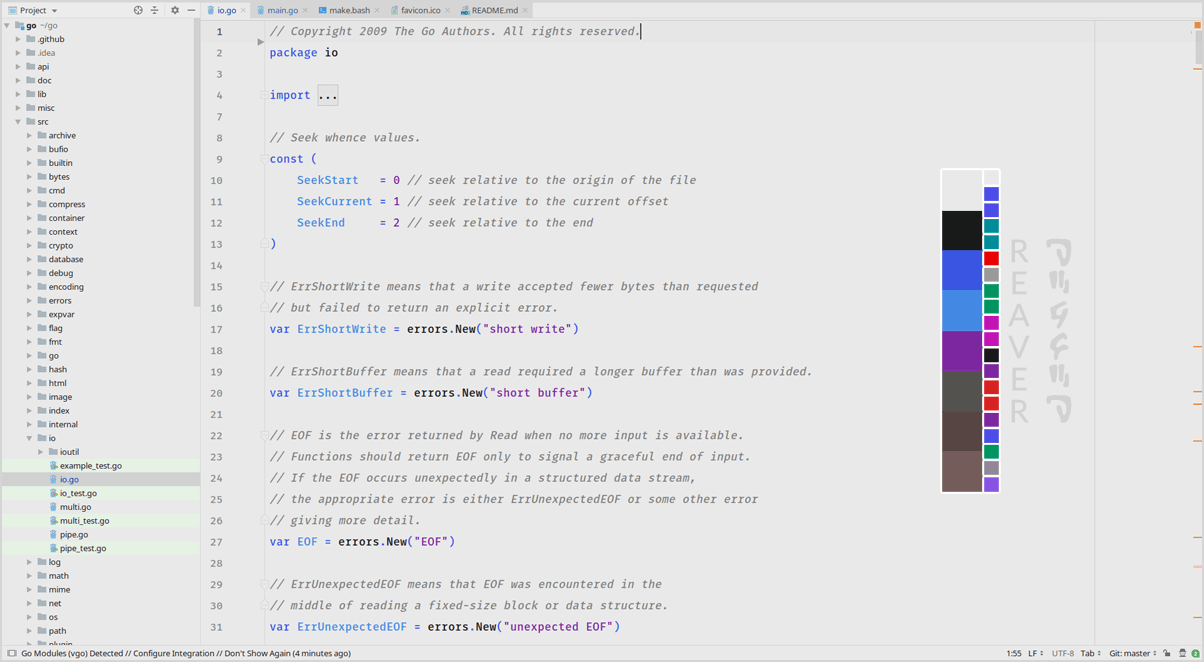 Project
go ~/go
.github
.idea
api
doc
lib
misc
src
archive
bufio
builtin
bytes
cmd
compress
container
context
crypto
database
debug
encoding
errors
expvar
flag
fmt
go
hash
html
image
index
internal
io
ioutil
example_test.go
io.go
io_test.go
multi.go
multi_test.go
pipe.go
pipe_test.go
log
math
mime
net
os
path
plugin
io.go main.go make.bash favicon.ico README.md
1 // Copyright 2009 The Go Authors. All rights reserved.
2 package io
3
4 import ...
7
8 // Seek whence values.
9 const (
10 SeekStart = 0 // seek relative to the origin of the file
11 SeekCurrent = 1 // seek relative to the current offset
12 SeekEnd = 2 // seek relative to the end
13 )
14
15 // ErrShortWrite means that a write accepted fewer bytes than requested
16 // but failed to return an explicit error.
17 var ErrShortWrite = errors.New("short write")
18
19 // ErrShortBuffer means that a read required a longer buffer than was provided.
20 var ErrShortBuffer = errors.New("short buffer")
21
22 // EOF is the error returned by Read when no more input is available.
23 // Functions should return EOF only to signal a graceful end of input.
24 // If the EOF occurs unexpectedly in a structured data stream,
25 // the appropriate error is either ErrUnexpectedEOF or some other error
26 // giving more detail.
27 var EOF = errors.New("EOF")
28
29 // ErrUnexpectedEOF means that EOF was encountered in the
30 // middle of reading a fixed-size block or data structure.
31 var ErrUnexpectedEOF = errors.New("unexpected EOF")
REAVER
Go Modules (vgo) Detected // Configure Integration // Don't Show Again (4 minutes ago)
1:55 LF UTF-8 Tab Git: master 2